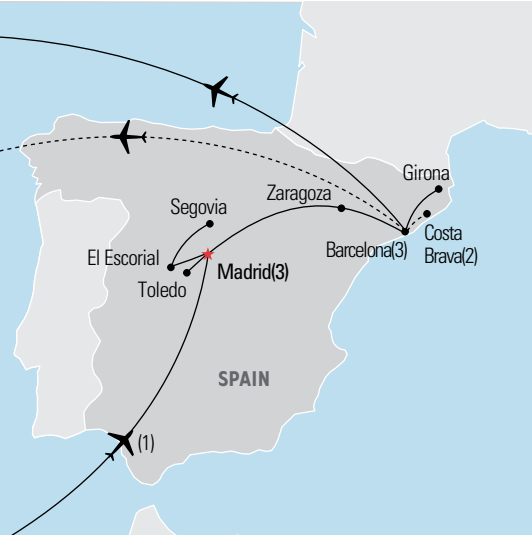 Girona
Zaragoza
Segovia
Costa
Brava(2)
Barcelona(3)
El Escorial
Madrid(3)
Toledo
SPAIN
(1)